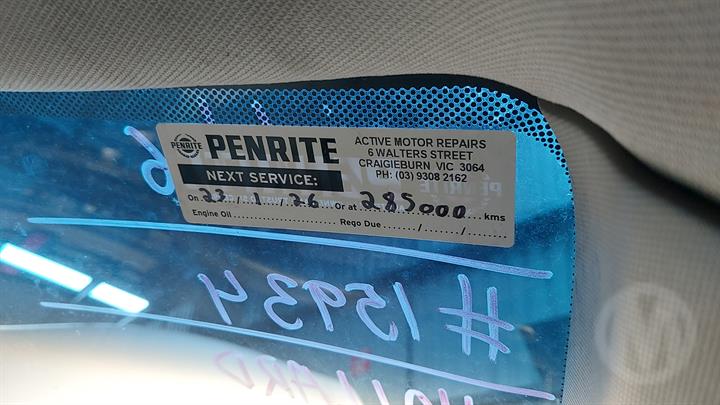 PENRITE PENRITE
NEXT SERVICE:
ACTIVE MOTOR REPAIRS
6 WALTERS STREET
CRAIGIEBURN VIC 3064
PH: (03) 9308 2162
On 23 / 1 / 26 Or at 285000 kms
Engine Oil Rego Due / /
#15934